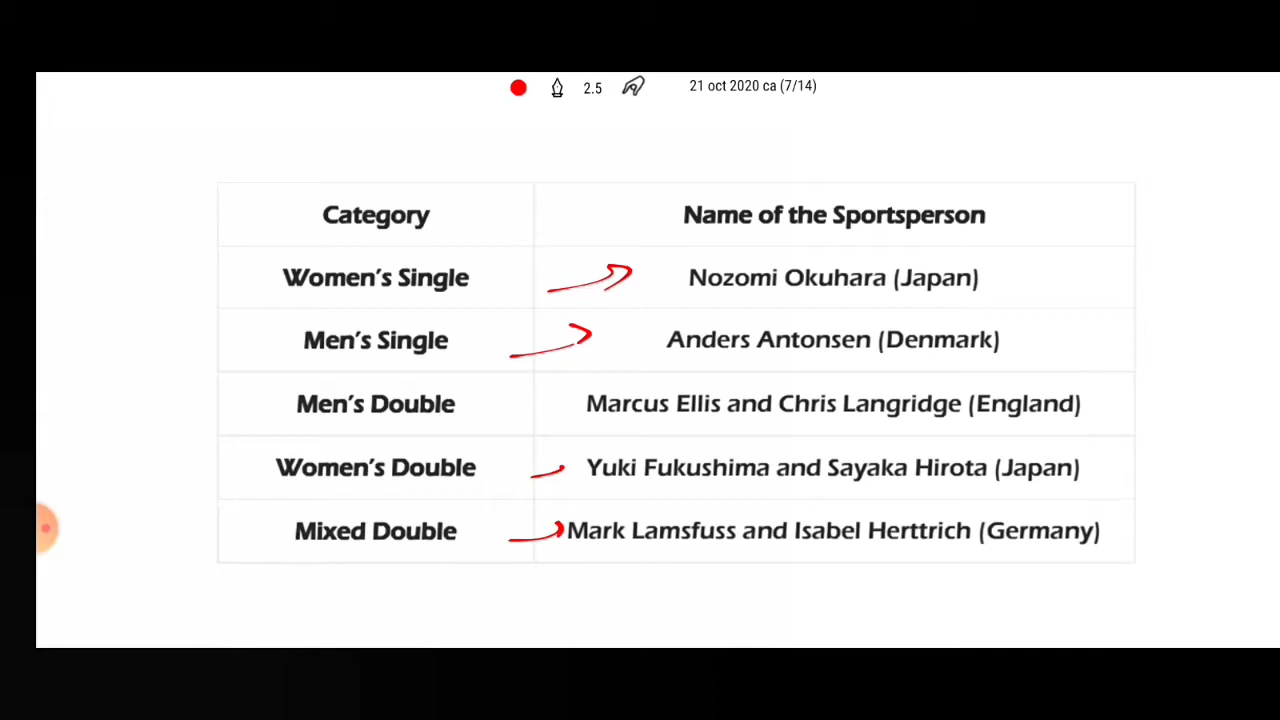 2.5 21 oct 2020 ca (7/14)
Category Name of the Sportsperson
Women's Single Nozomi Okuhara (Japan)
Men's Single Anders Antonsen (Denmark)
Men's Double Marcus Ellis and Chris Langridge (England)
Women's Double Yuki Fukushima and Sayaka Hirota (Japan)
Mixed Double Mark Lamsfuss and Isabel Herttrich (Germany)